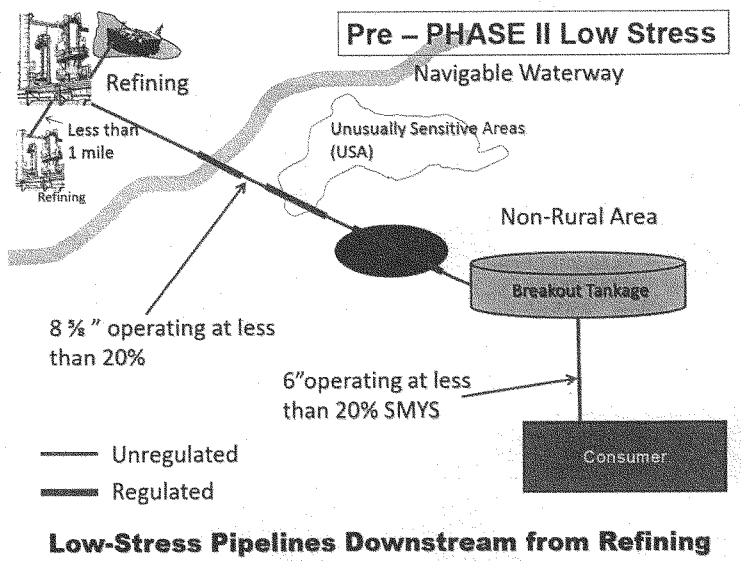 Pre – PHASE II Low Stress
Refining
Navigable Waterway
Less than
1 mile
Unusually Sensitive Areas
(USA)
Refining
Non-Rural Area
Breakout Tankage
8 ⅝ ” operating at less
than 20%
6”operating at less
than 20% SMYS
Unregulated
Regulated
Consumer
Low-Stress Pipelines Downstream from Refining